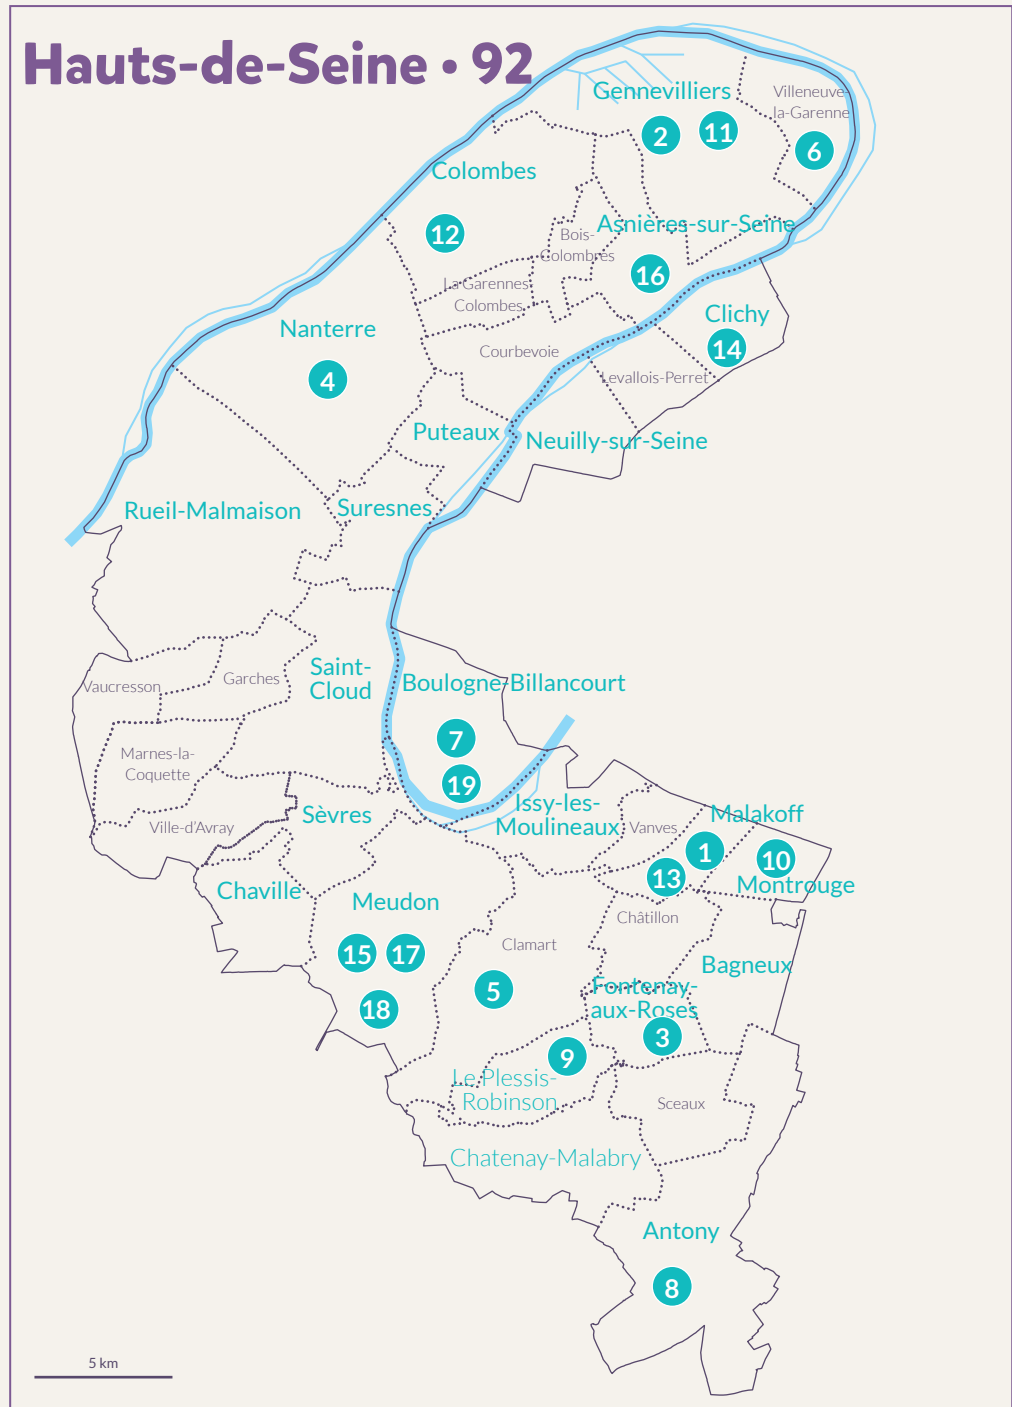 Hauts-de-Seine • 92
Gennevilliers
Villeneuve-
la-Garenne
2
11
6
Colombes
12
Asnières-sur-Seine
Bois-
Colombes
16
La Garennes
Colombes
Clichy
14
Nanterre
4
Courbevoie
Levallois-Perret
Puteaux
Neuilly-sur-Seine
Rueil-Malmaison
Suresnes
Saint-
Cloud
Vaucresson
Garches
Boulogne-Billancourt
7
19
Marnes-la-
Coquette
Ville-d'Avray
Sèvres
Issy-les-
Moulineaux
Vanves
Malakoff
1
10
13
Montrouge
Chaville
Meudon
15
17
18
Châtillon
Clamart
5
Bagneux
Fontenay-
aux-Roses
3
9
Le Plessis-
Robinson
Sceaux
Chatenay-Malabry
Antony
8
5 km